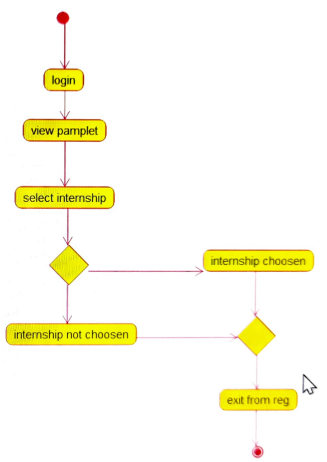 login
view pamplet
select internship
internship choosen
internship not choosen
exit from reg